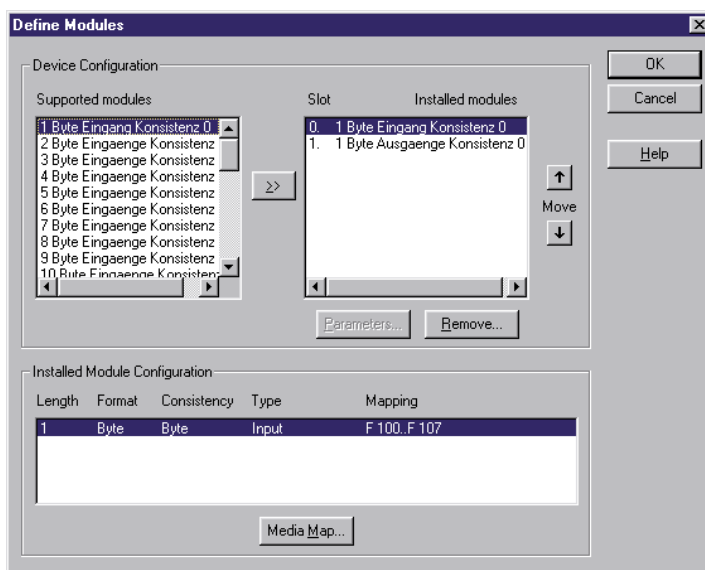 Define Modules
Device Configuration
Supported modules
1 Byte Eingang Konsistenz 0
2 Byte Eingaenge Konsistenz
3 Byte Eingaenge Konsistenz
4 Byte Eingaenge Konsistenz
5 Byte Eingaenge Konsistenz
6 Byte Eingaenge Konsistenz
7 Byte Eingaenge Konsistenz
8 Byte Eingaenge Konsistenz
9 Byte Eingaenge Konsistenz
10 Byte Eingaenge Konsisten
>>
Slot Installed modules
0. 1 Byte Eingang Konsistenz 0
1. 1 Byte Ausgaenge Konsistenz 0
Move
Parameters... Remove...
OK
Cancel
Help
Installed Module Configuration
Length Format Consistency Type Mapping
1 Byte Byte Input F 100..F 107
Media Map...